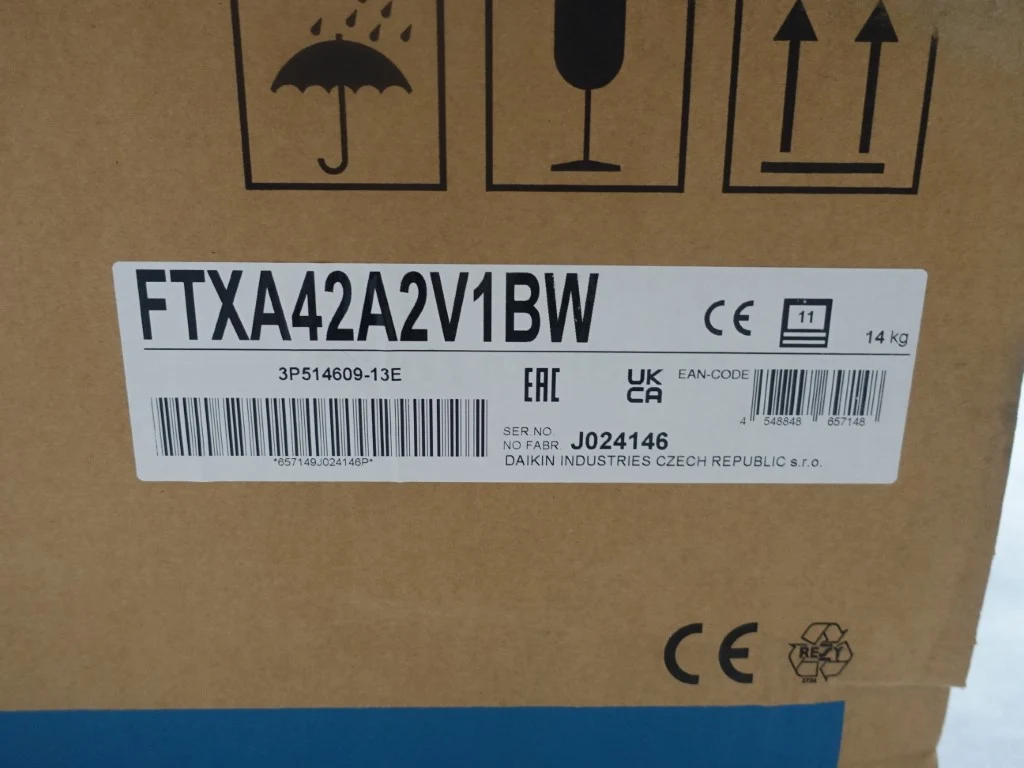 FTXA42A2V1BW
CE
11
14 kg
3P514609-13E
EAC
UK
CA
EAN-CODE
4 548848 657148
*657149J024146P*
SER NO.
NO FABR. J024146
DAIKIN INDUSTRIES CZECH REPUBLIC s.r.o.
CE
REZY